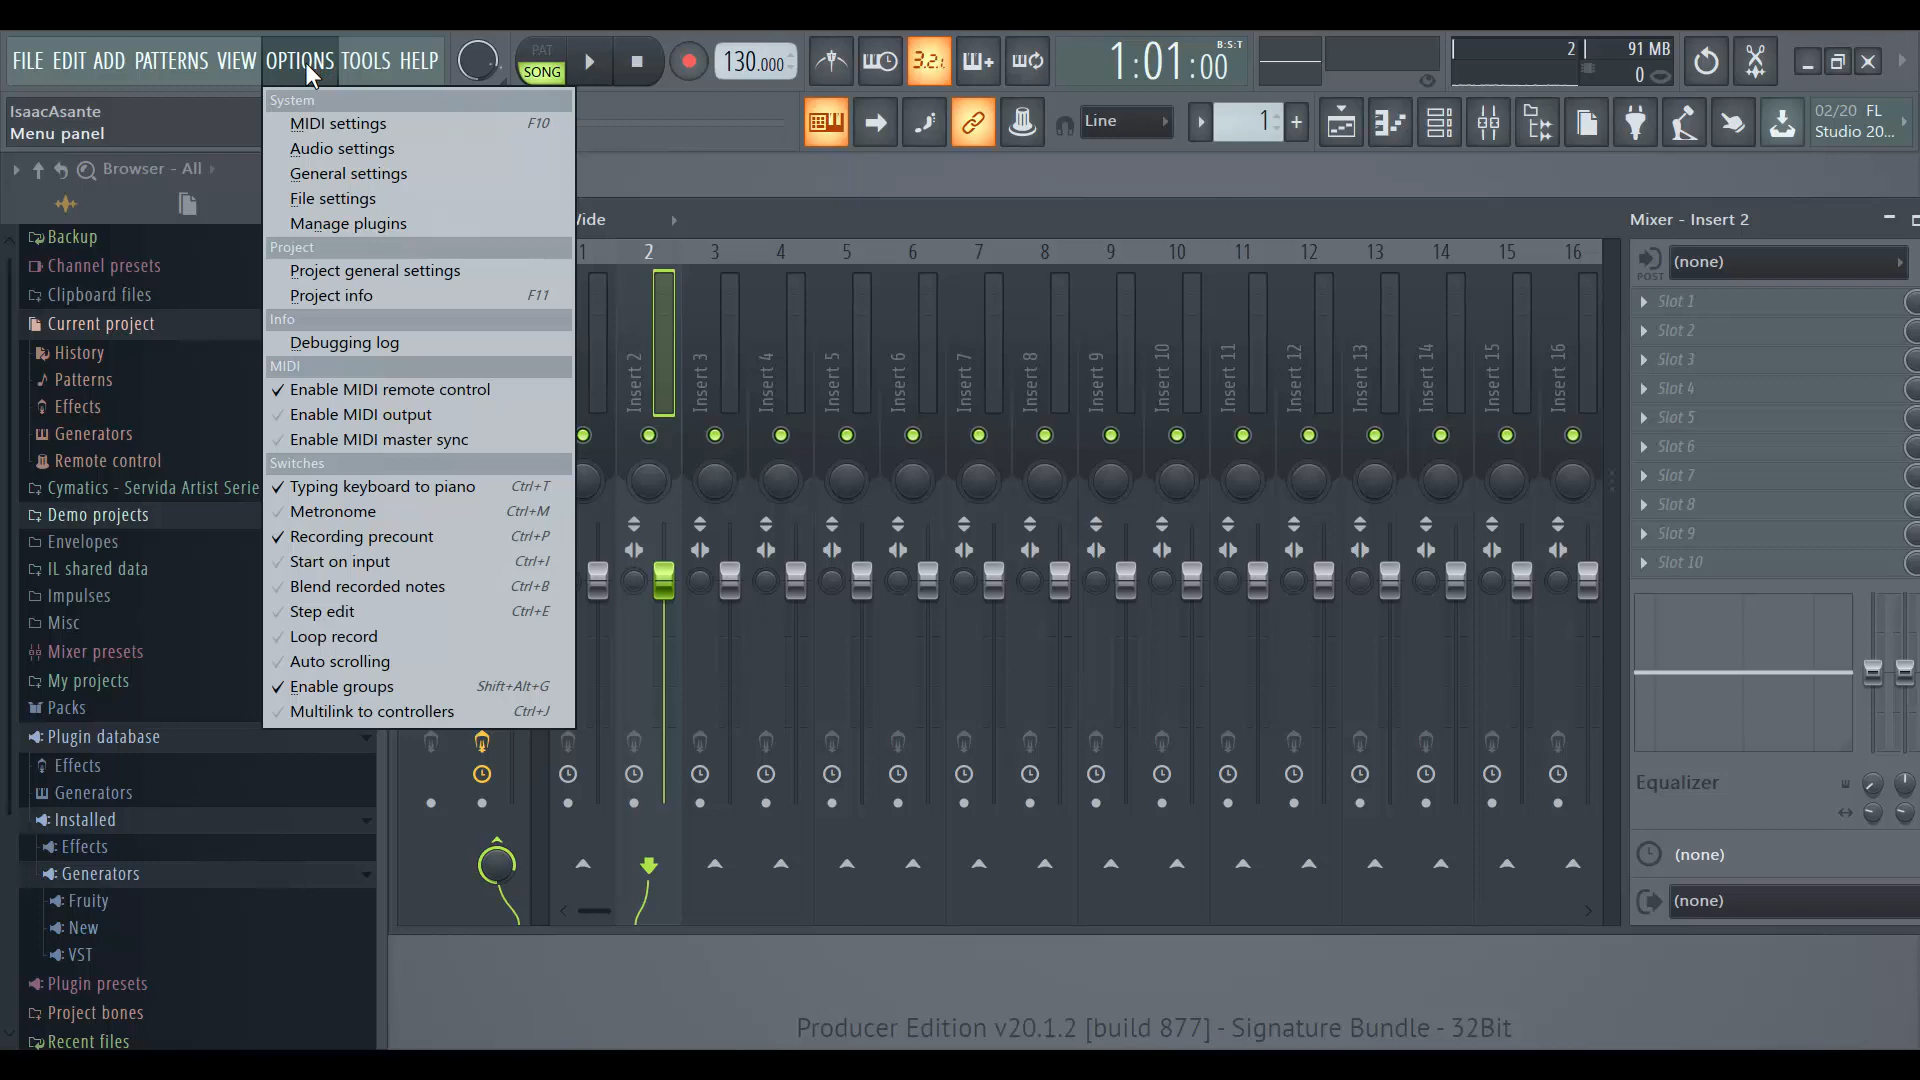 FILE EDIT ADD PATTERNS VIEW OPTIONS TOOLS HELP
PAT
SONG
130.000
3.2.1
1:01:00
B:S:T
2
91 MB
0
IsaacAsante
Menu panel
Line
1
02/20 FL
Studio 20...
Browser - All
Backup
Channel presets
Clipboard files
Current project
History
Patterns
Effects
Generators
Remote control
Cymatics - Servida Artist Serie
Demo projects
Envelopes
IL shared data
Impulses
Misc
Mixer presets
My projects
Packs
Plugin database
Effects
Generators
Installed
Effects
Generators
Fruity
New
VST
Plugin presets
Project bones
Recent files
System
MIDI settings F10
Audio settings
General settings
File settings
Manage plugins
Project
Project general settings
Project info F11
Info
Debugging log
MIDI
Enable MIDI remote control
Enable MIDI output
Enable MIDI master sync
Switches
Typing keyboard to piano Ctrl+T
Metronome Ctrl+M
Recording precount Ctrl+P
Start on input Ctrl+I
Blend recorded notes Ctrl+B
Step edit Ctrl+E
Loop record
Auto scrolling
Enable groups Shift+Alt+G
Multilink to controllers Ctrl+J
Wide
1 2 3 4 5 6 7 8 9 10 11 12 13 14 15 16
Insert 2
Insert 3
Insert 4
Insert 5
Insert 6
Insert 7
Insert 8
Insert 9
Insert 10
Insert 11
Insert 12
Insert 13
Insert 14
Insert 15
Insert 16
Mixer - Insert 2
POST
(none)
Slot 1
Slot 2
Slot 3
Slot 4
Slot 5
Slot 6
Slot 7
Slot 8
Slot 9
Slot 10
Equalizer
(none)
(none)
Producer Edition v20.1.2 [build 877] - Signature Bundle - 32Bit